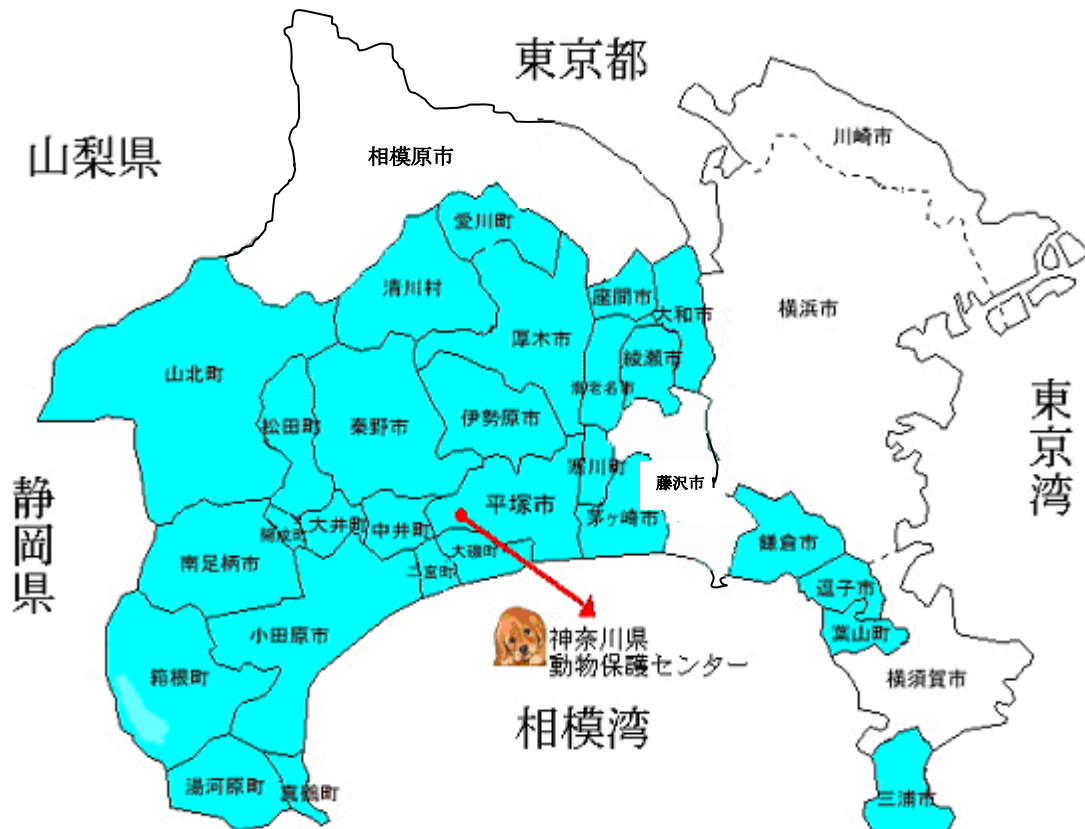 東京都
山梨県
川崎市
相模原市
愛川町
清川村
座間市
大和市
横浜市
厚木市
綾瀬市
山北町
海老名市
松田町
秦野市
伊勢原市
東京湾
寒川町
藤沢市
静岡県
平塚市
茅ヶ崎市
開成町
大井町
中井町
大磯町
鎌倉市
南足柄市
二宮町
逗子市
小田原市
葉山町
神奈川県
動物保護センター
箱根町
横須賀市
相模湾
湯河原町
真鶴町
三浦市